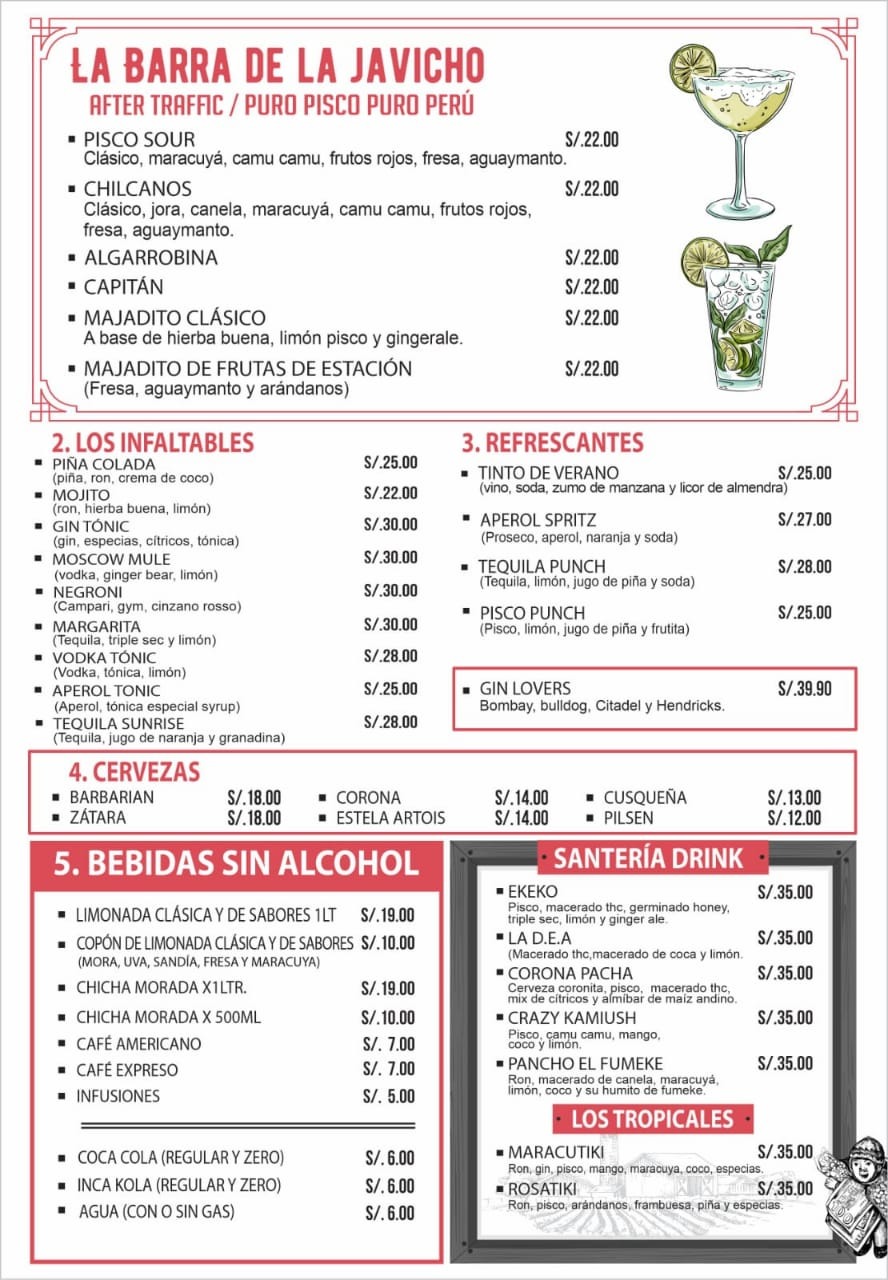 LA BARRA DE LA JAVICHO
AFTER TRAFFIC / PURO PISCO PURO PERÚ
▪ PISCO SOUR S/.22.00
Clásico, maracuyá, camu camu, frutos rojos, fresa, aguaymanto.
▪ CHILCANOS S/.22.00
Clásico, jora, canela, maracuyá, camu camu, frutos rojos,
fresa, aguaymanto.
▪ ALGARROBINA S/.22.00
▪ CAPITÁN S/.22.00
▪ MAJADITO CLÁSICO S/.22.00
A base de hierba buena, limón pisco y gingerale.
▪ MAJADITO DE FRUTAS DE ESTACIÓN S/.22.00
(Fresa, aguaymanto y arándanos)
2. LOS INFALTABLES
▪ PIÑA COLADA S/.25.00
(piña, ron, crema de coco)
▪ MOJITO S/.22.00
(ron, hierba buena, limón)
▪ GIN TÓNIC S/.30.00
(gin, especias, cítricos, tónica)
▪ MOSCOW MULE S/.30.00
(vodka, ginger bear, limón)
▪ NEGRONI S/.30.00
(Campari, gym, cinzano rosso)
▪ MARGARITA S/.30.00
(Tequila, triple sec y limón)
▪ VODKA TÓNIC S/.28.00
(Vodka, tónica, limón)
▪ APEROL TONIC S/.25.00
(Aperol, tónica especial syrup)
▪ TEQUILA SUNRISE S/.28.00
(Tequila, jugo de naranja y granadina)
3. REFRESCANTES
▪ TINTO DE VERANO S/.25.00
(vino, soda, zumo de manzana y licor de almendra)
▪ APEROL SPRITZ S/.27.00
(Proseco, aperol, naranja y soda)
▪ TEQUILA PUNCH S/.28.00
(Tequila, limón, jugo de piña y soda)
▪ PISCO PUNCH S/.25.00
(Pisco, limón, jugo de piña y frutita)
▪ GIN LOVERS S/.39.90
Bombay, bulldog, Citadel y Hendricks.
4. CERVEZAS
▪ BARBARIAN S/.18.00 ▪ CORONA S/.14.00 ▪ CUSQUEÑA S/.13.00
▪ ZÁTARA S/.18.00 ▪ ESTELA ARTOIS S/.14.00 ▪ PILSEN S/.12.00
5. BEBIDAS SIN ALCOHOL
▪ LIMONADA CLÁSICA Y DE SABORES 1LT S/.19.00
▪ COPÓN DE LIMONADA CLÁSICA Y DE SABORES S/.10.00
(MORA, UVA, SANDÍA, FRESA Y MARACUYA)
▪ CHICHA MORADA X1LTR. S/.19.00
▪ CHICHA MORADA X 500ML S/.10.00
▪ CAFÉ AMERICANO S/. 7.00
▪ CAFÉ EXPRESO S/. 7.00
▪ INFUSIONES S/. 5.00
▪ COCA COLA (REGULAR Y ZERO) S/. 6.00
▪ INCA KOLA (REGULAR Y ZERO) S/. 6.00
▪ AGUA (CON O SIN GAS) S/. 6.00
SANTERÍA DRINK
▪ EKEKO S/.35.00
Pisco, macerado thc, germinado honey,
triple sec, limón y ginger ale.
▪ LA D.E.A S/.35.00
(Macerado thc,macerado de coca y limón.
▪ CORONA PACHA S/.35.00
Cerveza coronita, pisco, macerado thc,
mix de cítricos y almíbar de maíz andino.
▪ CRAZY KAMIUSH S/.35.00
Pisco, camu camu, mango,
coco y limón.
▪ PANCHO EL FUMEKE S/.35.00
Ron, macerado de canela, maracuyá,
limón, coco y su humito de fumeke.
LOS TROPICALES
▪ MARACUTIKI S/.35.00
Ron, gin, pisco, mango, maracuya, coco, especias.
▪ ROSATIKI S/.35.00
Ron, pisco, arándanos, frambuesa, piña y especias.